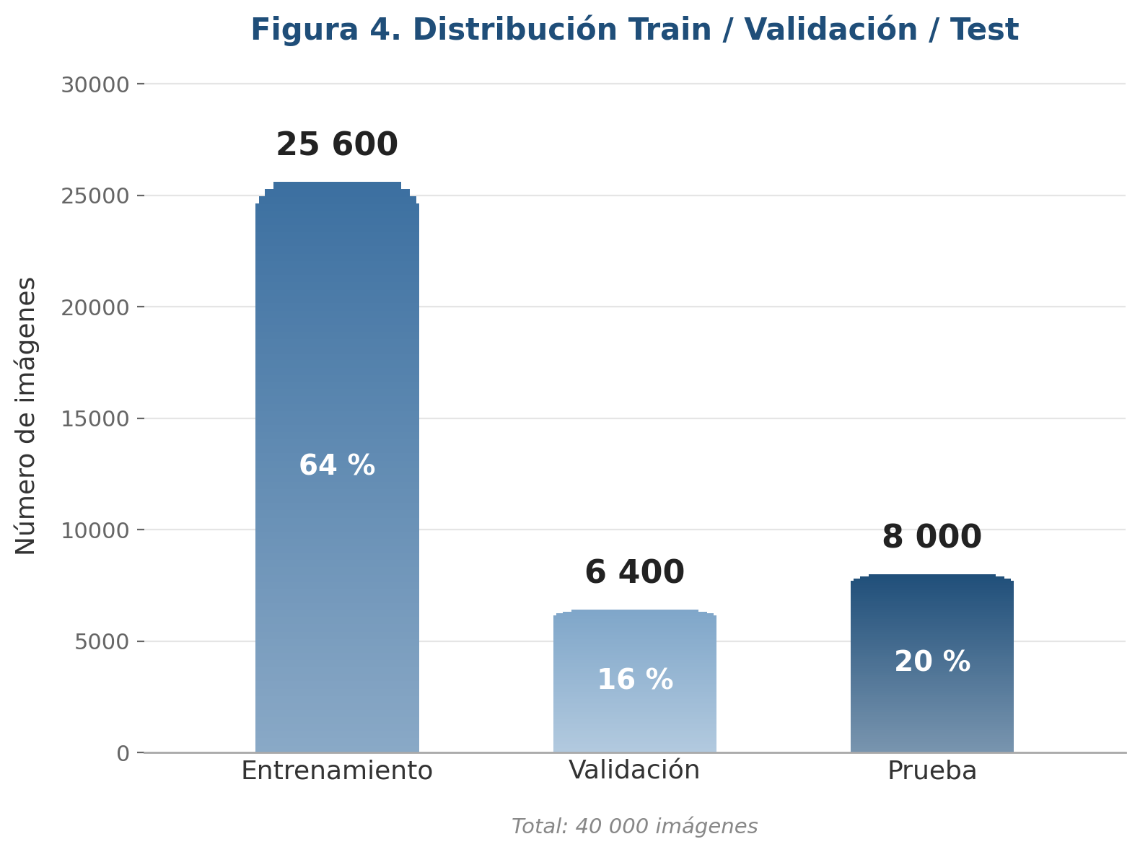 Figura 4. Distribución Train / Validación / Test
Número de imágenes
30000
25000
20000
15000
10000
5000
0
25 600
64 %
6 400
16 %
8 000
20 %
Entrenamiento
Validación
Prueba
Total: 40 000 imágenes